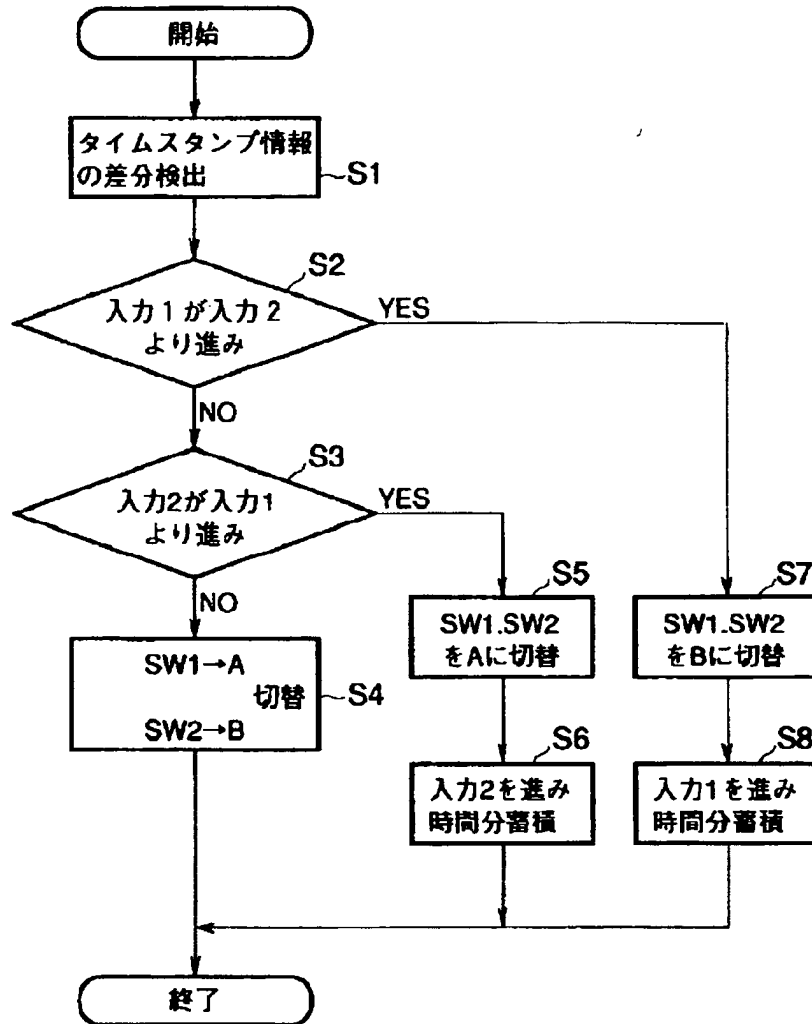 開始
タイムスタンプ情報
の差分検出
S1
S2
入力1が入力2
より進み
YES
NO
S3
入力2が入力1
より進み
YES
NO
SW1→A
切替
SW2→B
S4
S5
SW1.SW2
をAに切替
S7
SW1.SW2
をBに切替
S6
入力2を進み
時間分蓄積
S8
入力1を進み
時間分蓄積
終了